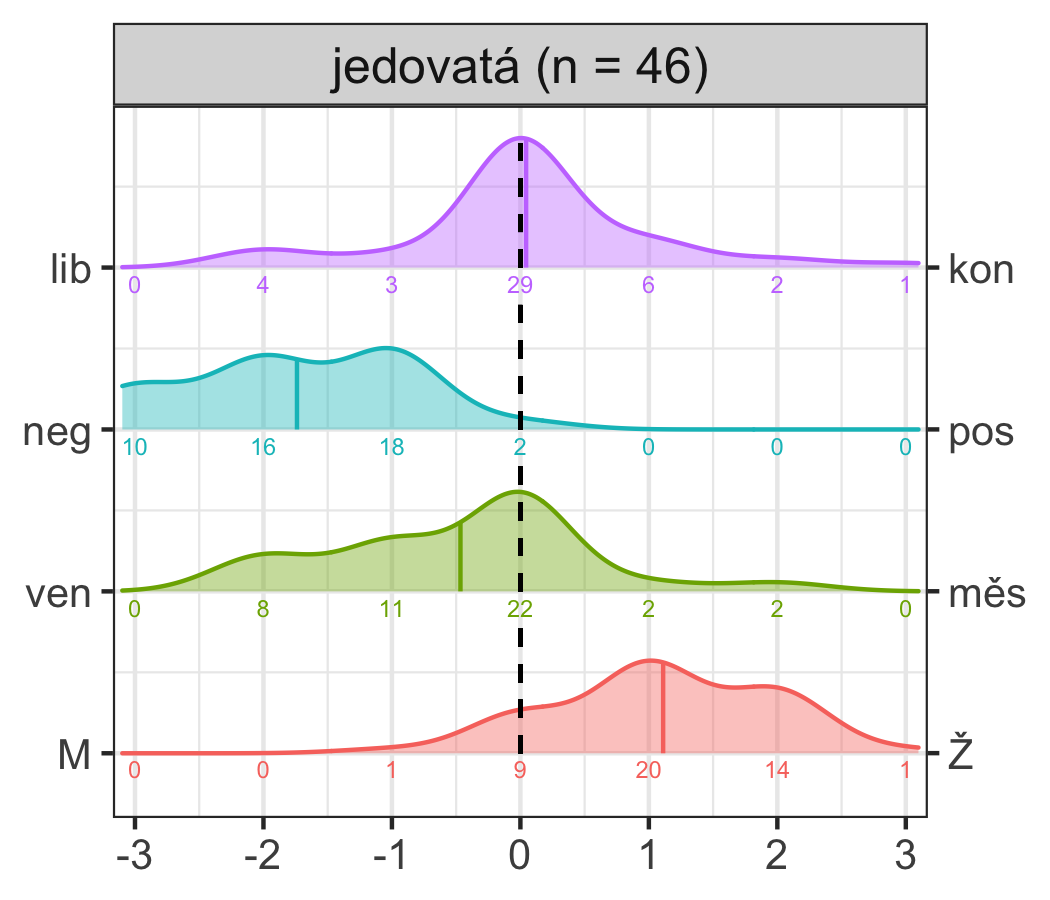 jedovatá (n = 46)
lib kon
0 4 3 29 6 2 1
neg pos
10 16 18 2 0 0 0
ven měs
0 8 11 22 2 2 0
M Ž
0 0 1 9 20 14 1
-3 -2 -1 0 1 2 3